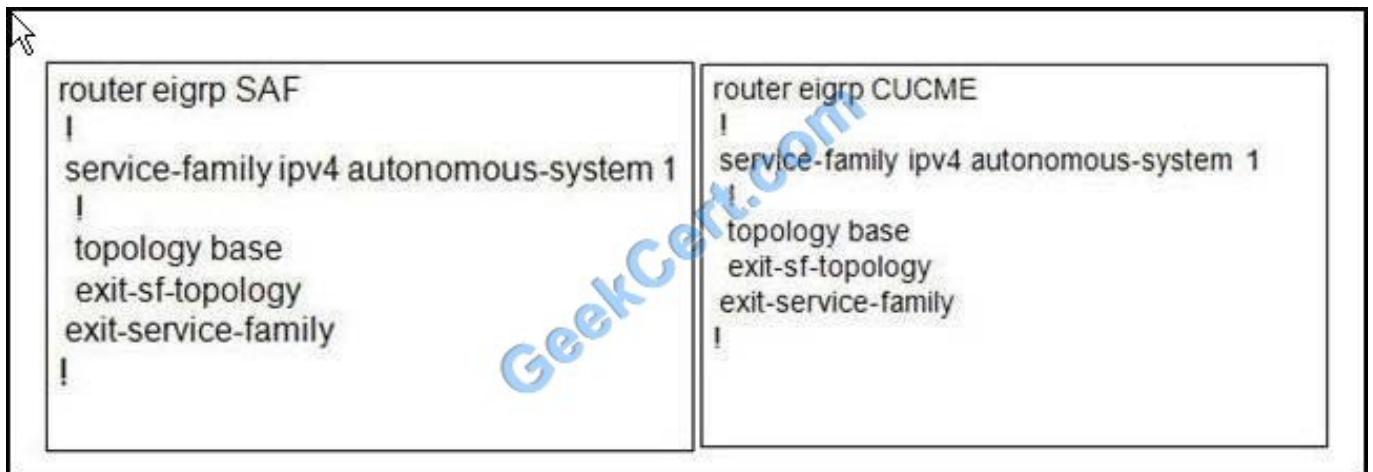 router eigrp SAF
!
service-family ipv4 autonomous-system 1
!
topology base
exit-sf-topology
exit-service-family
!
router eigrp CUCME
!
service-family ipv4 autonomous-system 1
!
topology base
exit-sf-topology
exit-service-family
!
GeekCert.com